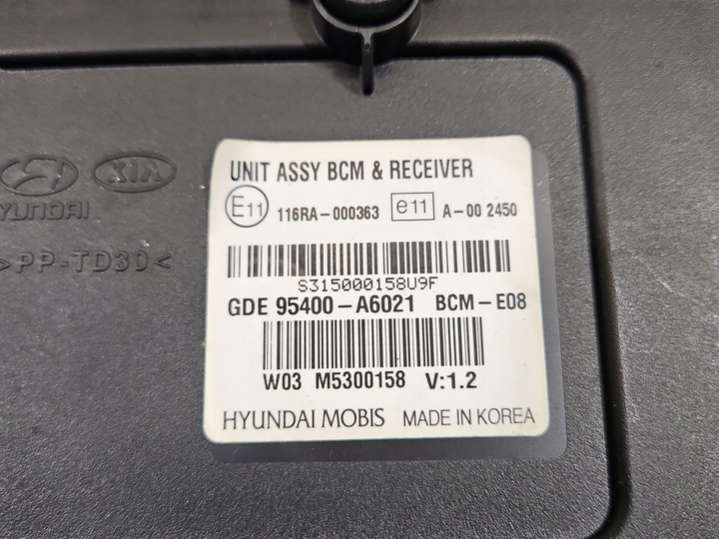 UNIT ASSY BCM & RECEIVER
E11 116RA-000363 e11 A-00 2450
S315000158U9F
GDE 95400-A6021 BCM-E08
W03 M5300158 V:1.2
HYUNDAI MOBIS MADE IN KOREA
KIA
HYUNDAI
>PP-TD30<